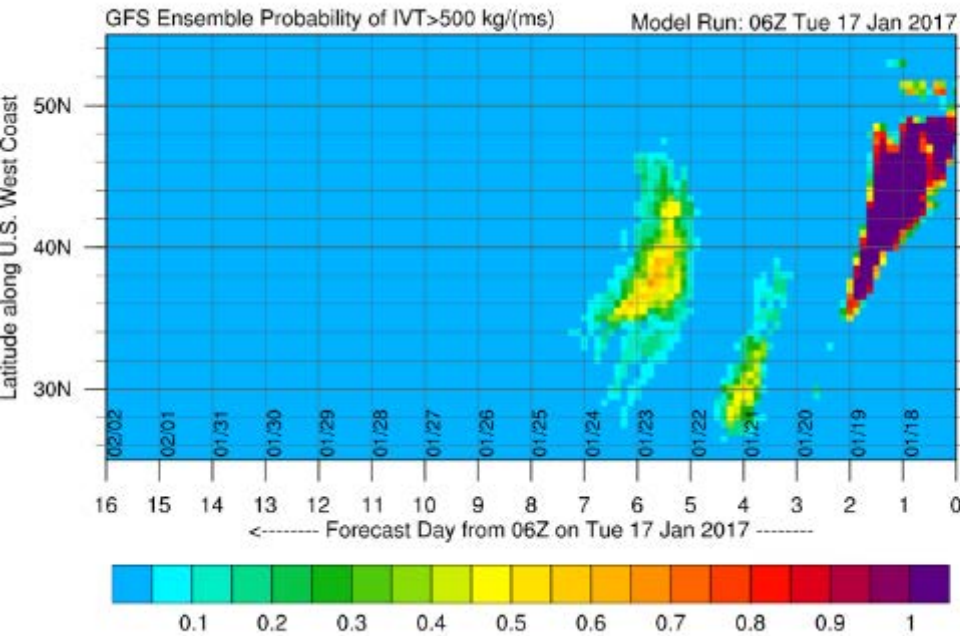 GFS Ensemble Probability of IVT>500 kg/(ms) Model Run: 06Z Tue 17 Jan 2017
Latitude along U.S. West Coast
50N
40N
30N
02/02 02/01 01/31 01/30 01/29 01/28 01/27 01/26 01/25 01/24 01/23 01/22 01/21 01/20 01/19 01/18
16 15 14 13 12 11 10 9 8 7 6 5 4 3 2 1 0
<------- Forecast Day from 06Z on Tue 17 Jan 2017 --------
0.1 0.2 0.3 0.4 0.5 0.6 0.7 0.8 0.9 1